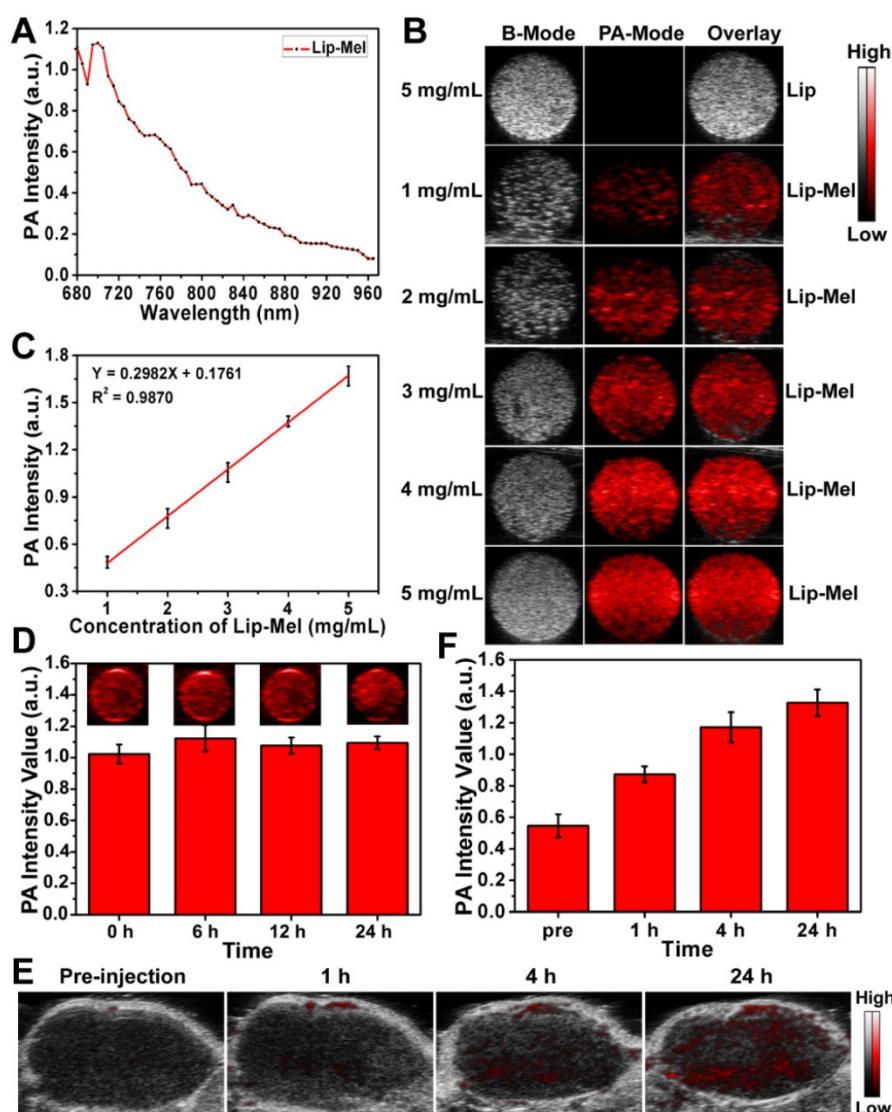 A
PA Intensity (a.u.)
1.2
1.0
0.8
0.6
0.4
0.2
0.0
Lip-Mel
680 720 760 800 840 880 920 960
Wavelength (nm)
B
B-Mode PA-Mode Overlay
5 mg/mL Lip
1 mg/mL Lip-Mel
2 mg/mL Lip-Mel
3 mg/mL Lip-Mel
4 mg/mL Lip-Mel
5 mg/mL Lip-Mel
High
Low
C
PA Intensity (a.u.)
1.8
1.5
1.2
0.9
0.6
0.3
Y = 0.2982X + 0.1761
R² = 0.9870
1 2 3 4 5
Concentration of Lip-Mel (mg/mL)
D
PA Intensity Value (a.u.)
1.6
1.4
1.2
1.0
0.8
0.6
0.4
0.2
0.0
0 h 6 h 12 h 24 h
Time
F
PA Intensity Value (a.u.)
1.6
1.4
1.2
1.0
0.8
0.6
0.4
0.2
0.0
pre 1 h 4 h 24 h
Time
E
Pre-injection 1 h 4 h 24 h
High
Low